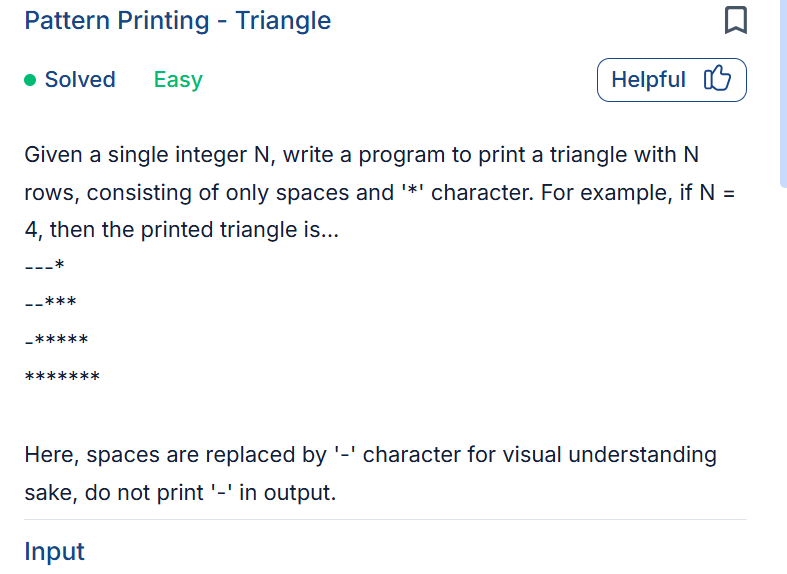 Pattern Printing - Triangle
Solved Easy Helpful
Given a single integer N, write a program to print a triangle with N
rows, consisting of only spaces and '*' character. For example, if N =
4, then the printed triangle is...
---*
--***
-*****
*******
Here, spaces are replaced by '-' character for visual understanding
sake, do not print '-' in output.
Input